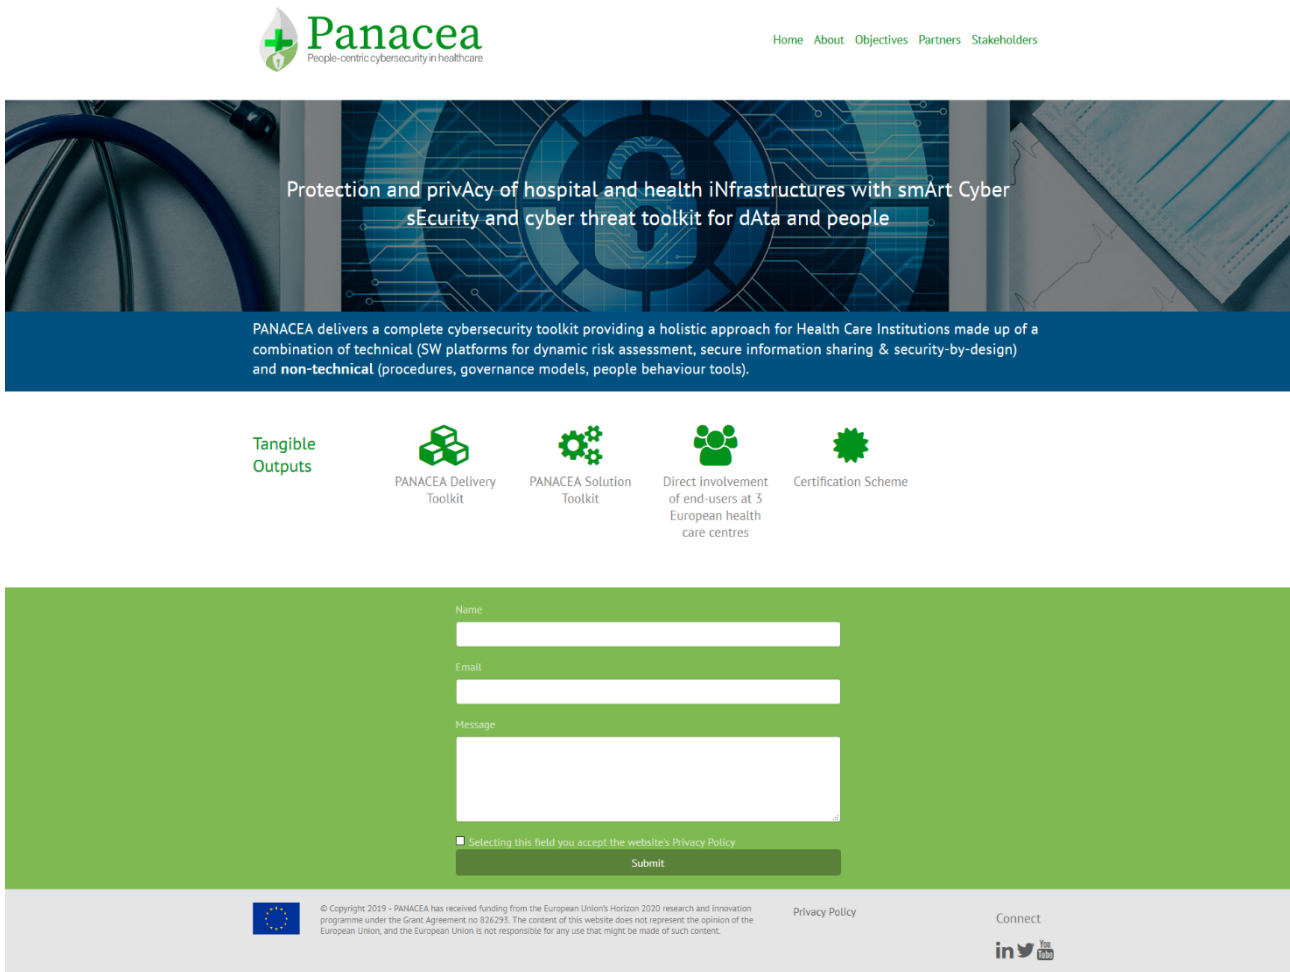 Panacea
People-centric cybersecurity in healthcare
Home About Objectives Partners Stakeholders
Protection and privAcy of hospital and health iNfrastructures with smArt Cyber
sEcurity and cyber threat toolkit for dAta and people
PANACEA delivers a complete cybersecurity toolkit providing a holistic approach for Health Care Institutions made up of a
combination of technical (SW platforms for dynamic risk assessment, secure information sharing & security-by-design)
and non-technical (procedures, governance models, people behaviour tools).
Tangible
Outputs
PANACEA Delivery
Toolkit
PANACEA Solution
Toolkit
Direct involvement
of end-users at 3
European health
care centres
Certification Scheme
Name
Email
Message
Selecting this field you accept the website's Privacy Policy
Submit
© Copyright 2019 - PANACEA has received funding from the European Union's Horizon 2020 research and innovation
programme under the Grant Agreement no 826293. The content of this website does not represent the opinion of the
European Union, and the European Union is not responsible for any use that might be made of such content.
Privacy Policy
Connect
in
You
Tube